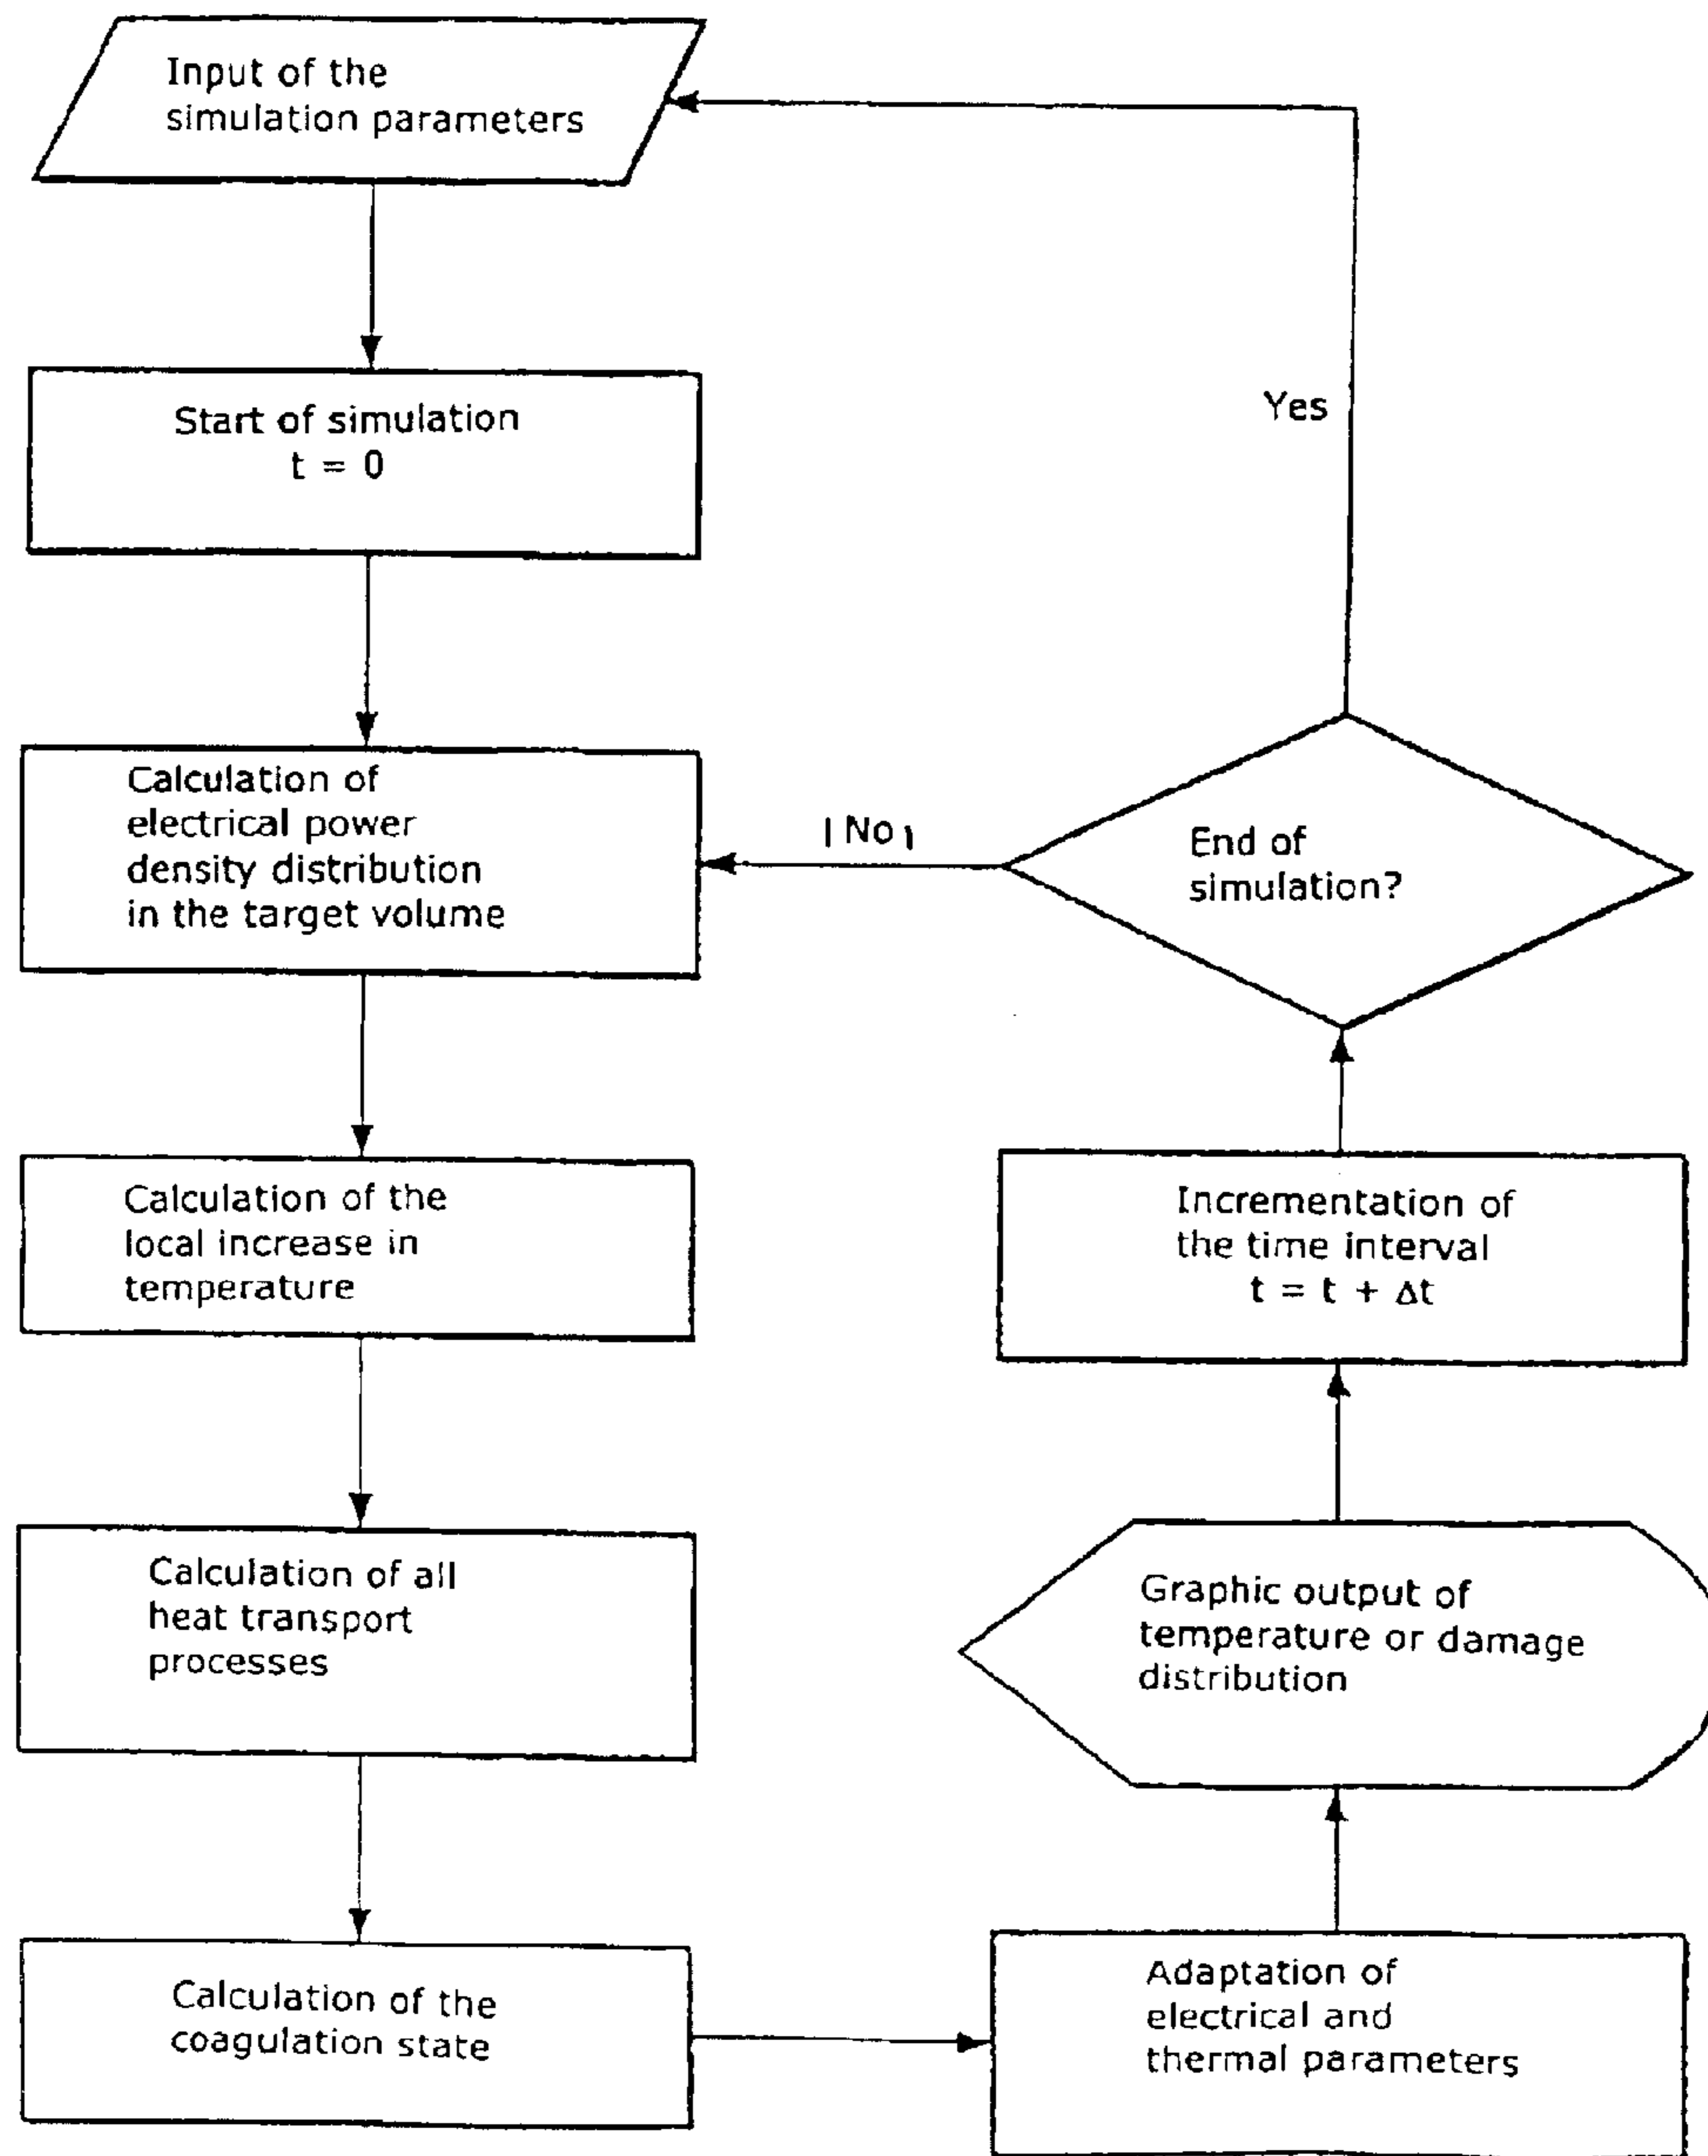 Input of the
simulation parameters
Start of simulation
t = 0
Calculation of
electrical power
density distribution
in the target volume
Calculation of the
local increase in
temperature
Calculation of all
heat transport
processes
Calculation of the
coagulation state
Adaptation of
electrical and
thermal parameters
Graphic output of
temperature or damage
distribution
Incrementation of
the time interval
t = t + Δt
End of
simulation?
No
Yes